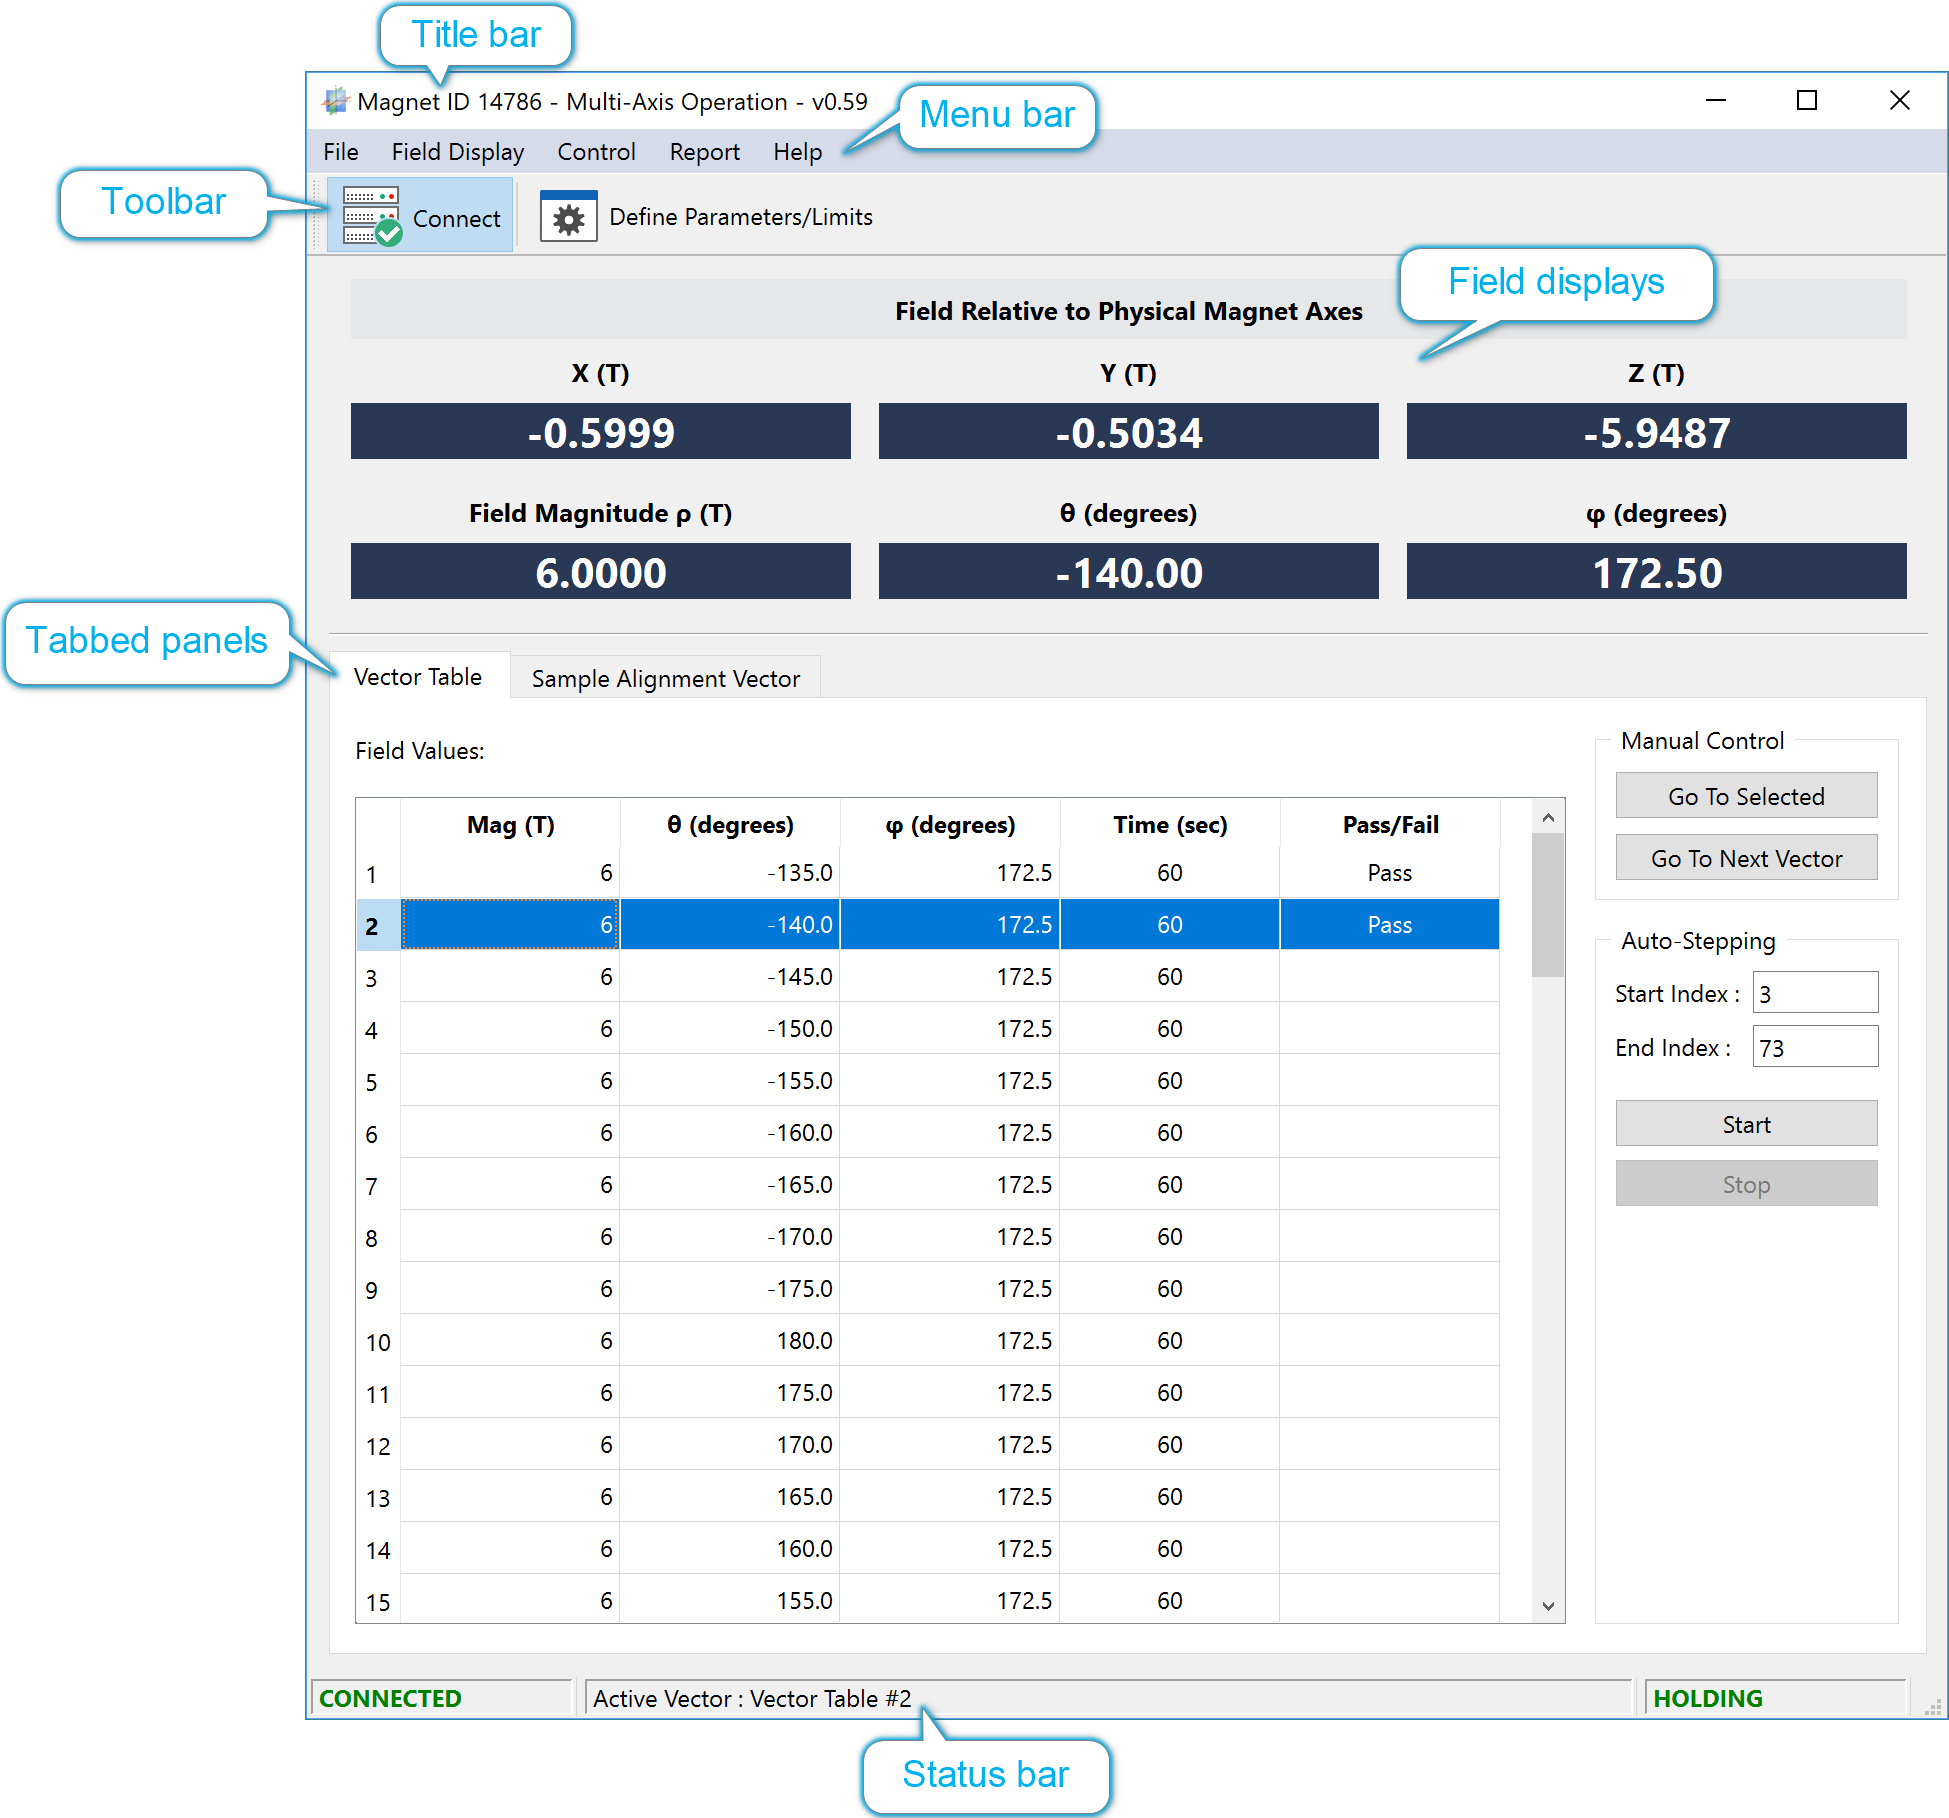 Title bar
Magnet ID 14786 - Multi-Axis Operation - v0.59
Menu bar
File Field Display Control Report Help
Toolbar
Connect Define Parameters/Limits
Field displays
Field Relative to Physical Magnet Axes
X (T) Y (T) Z (T)
-0.5999 -0.5034 -5.9487
Field Magnitude ρ (T) θ (degrees) φ (degrees)
6.0000 -140.00 172.50
Tabbed panels
Vector Table Sample Alignment Vector
Field Values:
Mag (T) θ (degrees) φ (degrees) Time (sec) Pass/Fail
1 6 -135.0 172.5 60 Pass
2 6 -140.0 172.5 60 Pass
3 6 -145.0 172.5 60
4 6 -150.0 172.5 60
5 6 -155.0 172.5 60
6 6 -160.0 172.5 60
7 6 -165.0 172.5 60
8 6 -170.0 172.5 60
9 6 -175.0 172.5 60
10 6 180.0 172.5 60
11 6 175.0 172.5 60
12 6 170.0 172.5 60
13 6 165.0 172.5 60
14 6 160.0 172.5 60
15 6 155.0 172.5 60
Manual Control
Go To Selected
Go To Next Vector
Auto-Stepping
Start Index : 3
End Index : 73
Start
Stop
CONNECTED Active Vector : Vector Table #2 HOLDING
Status bar